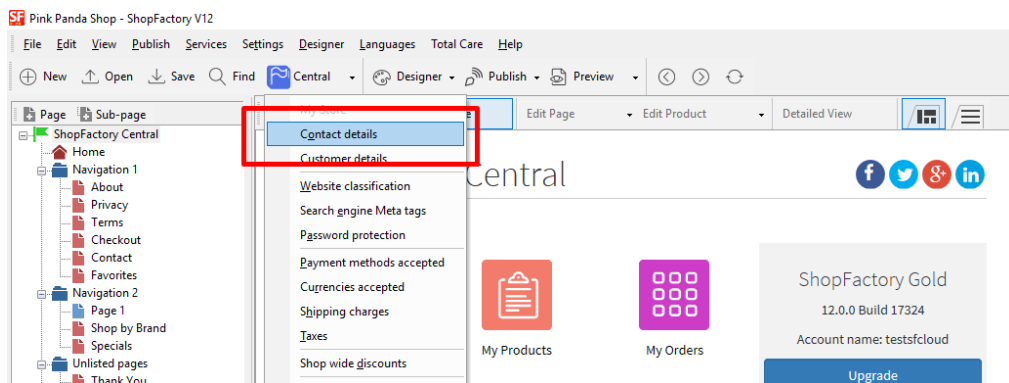 SF Pink Panda Shop - ShopFactory V12
File Edit View Publish Services Settings Designer Languages Total Care Help
New Open Save Find Central Designer Publish Preview
Page Sub-page
My Store
Edit Page Edit Product Detailed View
ShopFactory Central
Home
Navigation 1
About
Privacy
Terms
Checkout
Contact
Favorites
Navigation 2
Page 1
Shop by Brand
Specials
Unlisted pages
Thank You
Contact details
Customer details
Website classification
Search engine Meta tags
Password protection
Payment methods accepted
Currencies accepted
Shipping charges
Taxes
Shop wide discounts
Central
f g+ in
My Products
My Orders
ShopFactory Gold
12.0.0 Build 17324
Account name: testsfcloud
Upgrade